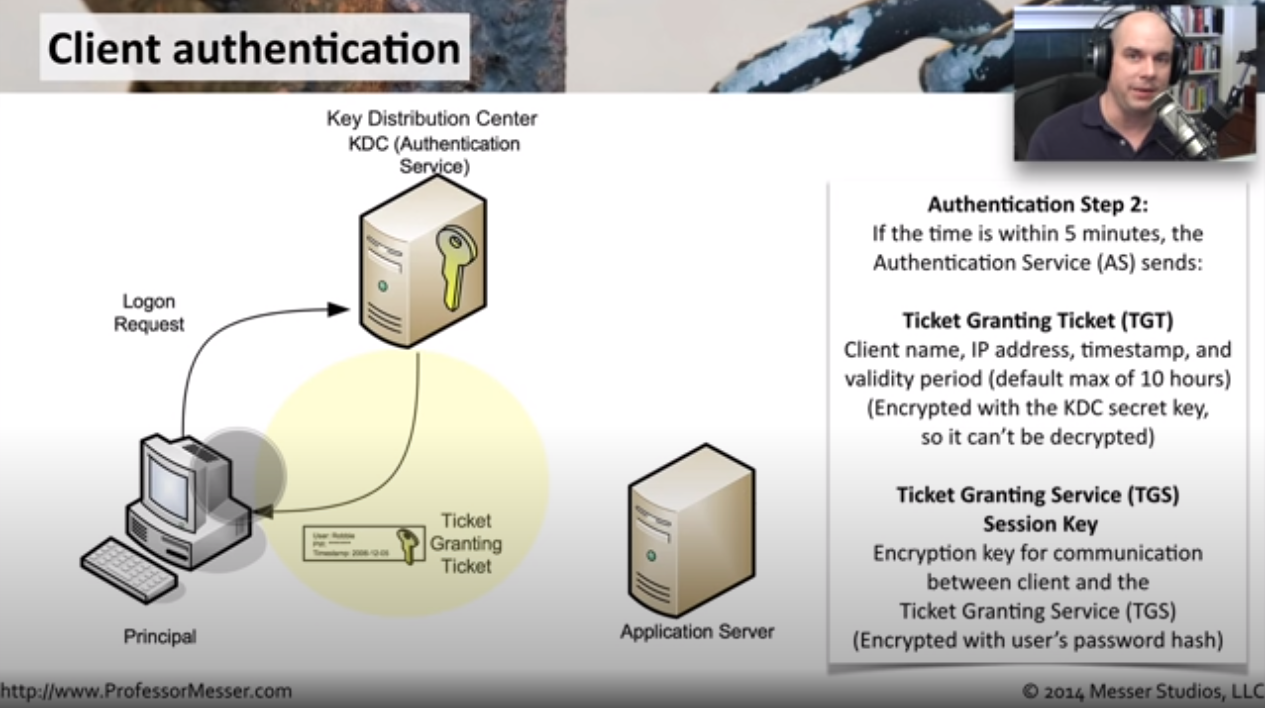 Client authentication
Key Distribution Center
KDC (Authentication
Service)
Logon
Request
User: Robbie
PW: ********
Timestamp: 2006-12-05
Ticket
Granting
Ticket
Principal
Application Server
Authentication Step 2:
If the time is within 5 minutes, the
Authentication Service (AS) sends:
Ticket Granting Ticket (TGT)
Client name, IP address, timestamp, and
validity period (default max of 10 hours)
(Encrypted with the KDC secret key,
so it can't be decrypted)
Ticket Granting Service (TGS)
Session Key
Encryption key for communication
between client and the
Ticket Granting Service (TGS)
(Encrypted with user's password hash)
http://www.ProfessorMesser.com
© 2014 Messer Studios, LLC